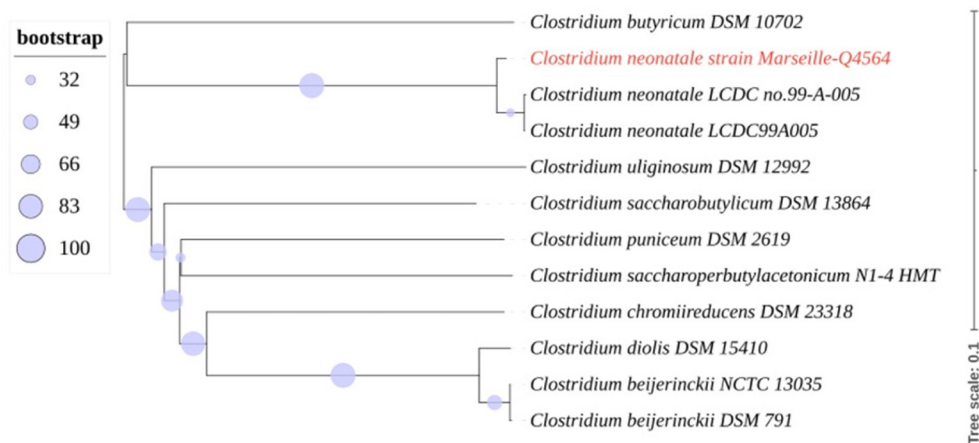 bootstrap
32
49
66
83
100
Clostridium butyricum DSM 10702
Clostridium neonatale strain Marseille-Q4564
Clostridium neonatale LCDC no.99-A-005
Clostridium neonatale LCDC99A005
Clostridium uliginosum DSM 12992
Clostridium saccharobutylicum DSM 13864
Clostridium puniceum DSM 2619
Clostridium saccharoperbutylacetonicum N1-4 HMT
Clostridium chromiireducens DSM 23318
Clostridium diolis DSM 15410
Clostridium beijerinckii NCTC 13035
Clostridium beijerinckii DSM 791
Tree scale: 0.1